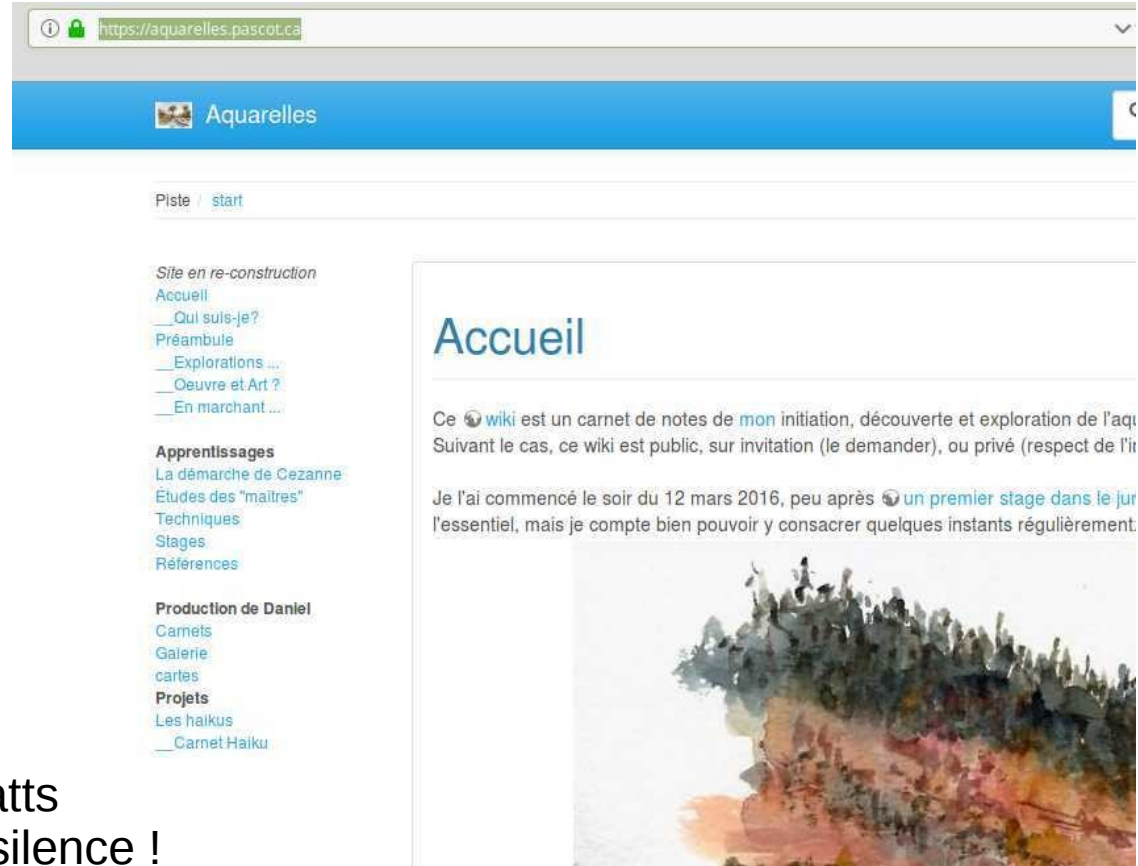 https://aquarelles.pascot.ca
Aquarelles
Piste / start
Site en re-construction
Accueil
__Qui suis-je?
Préambule
__Explorations ...
__Oeuvre et Art ?
__En marchant ...
Apprentissages
La démarche de Cezanne
Études des "maîtres"
Techniques
Stages
Références
Production de Daniel
Carnets
Galerie
cartes
Projets
Les haikus
__Carnet Haiku
Accueil
Ce wiki est un carnet de notes de mon initiation, découverte et exploration de l'aqu
Suivant le cas, ce wiki est public, sur invitation (le demander), ou privé (respect de l'i
Je l'ai commencé le soir du 12 mars 2016, peu après un premier stage dans le jur
l'essentiel, mais je compte bien pouvoir y consacrer quelques instants régulièrement.
atts
silence !